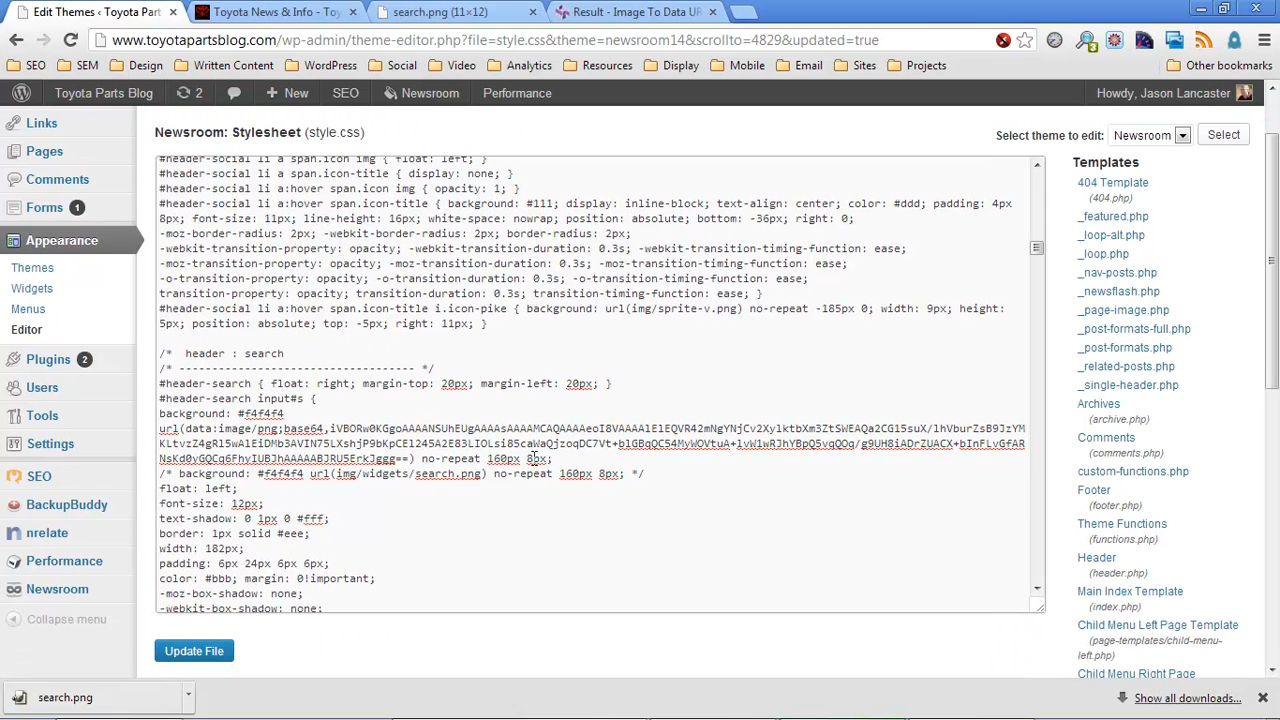 Edit Themes ‹ Toyota Part
Toyota News & Info - Toy
search.png (11×12)
Result - Image To Data UR
www.toyotapartsblog.com/wp-admin/theme-editor.php?file=style.css&theme=newsroom14&scrollto=4829&updated=true
SEO
SEM
Design
Written Content
WordPress
Social
Video
Analytics
Resources
Display
Mobile
Email
Sites
Projects
Other bookmarks
Toyota Parts Blog
2
New
SEO
Newsroom
Performance
Howdy, Jason Lancaster
Links
Pages
Comments
Forms 1
Appearance
Themes
Widgets
Menus
Editor
Plugins 2
Users
Tools
Settings
SEO
BackupBuddy
nrelate
Performance
Newsroom
Collapse menu
Newsroom: Stylesheet (style.css)
Select theme to edit: Newsroom Select
#header-social li a span.icon img { float: left; }
#header-social li a span.icon-title { display: none; }
#header-social li a:hover span.icon img { opacity: 1; }
#header-social li a:hover span.icon-title { background: #111; display: inline-block; text-align: center; color: #ddd; padding: 4px
8px; font-size: 11px; line-height: 16px; white-space: nowrap; position: absolute; bottom: -36px; right: 0;
-moz-border-radius: 2px; -webkit-border-radius: 2px; border-radius: 2px;
-webkit-transition-property: opacity; -webkit-transition-duration: 0.3s; -webkit-transition-timing-function: ease;
-moz-transition-property: opacity; -moz-transition-duration: 0.3s; -moz-transition-timing-function: ease;
-o-transition-property: opacity; -o-transition-duration: 0.3s; -o-transition-timing-function: ease;
transition-property: opacity; transition-duration: 0.3s; transition-timing-function: ease; }
#header-social li a:hover span.icon-title i.icon-pike { background: url(img/sprite-v.png) no-repeat -185px 0; width: 9px; height:
5px; position: absolute; top: -5px; right: 11px; }
/* header : search
/* --------------------------------- */
#header-search { float: right; margin-top: 20px; margin-left: 20px; }
#header-search input#s {
background: #f4f4f4
no-repeat 160px 8px;
/* background: #f4f4f4 url(img/widgets/search.png) no-repeat 160px 8px; */
float: left;
font-size: 12px;
text-shadow: 0 1px 0 #fff;
border: 1px solid #eee;
width: 182px;
padding: 6px 24px 6px 6px;
color: #bbb; margin: 0!important;
-moz-box-shadow: none;
-webkit-box-shadow: none;
Update File
Templates
404 Template
(404.php)
_featured.php
_loop-alt.php
_loop.php
_nav-posts.php
_newsflash.php
_page-image.php
_post-formats-full.php
_post-formats.php
_related-posts.php
_single-header.php
Archives
(archive.php)
Comments
(comments.php)
custom-functions.php
Footer
(footer.php)
Theme Functions
(functions.php)
Header
(header.php)
Main Index Template
(index.php)
Child Menu Left Page Template
(page-templates/child-menu-
left.php)
Child Menu Right Page
search.png
Show all downloads...